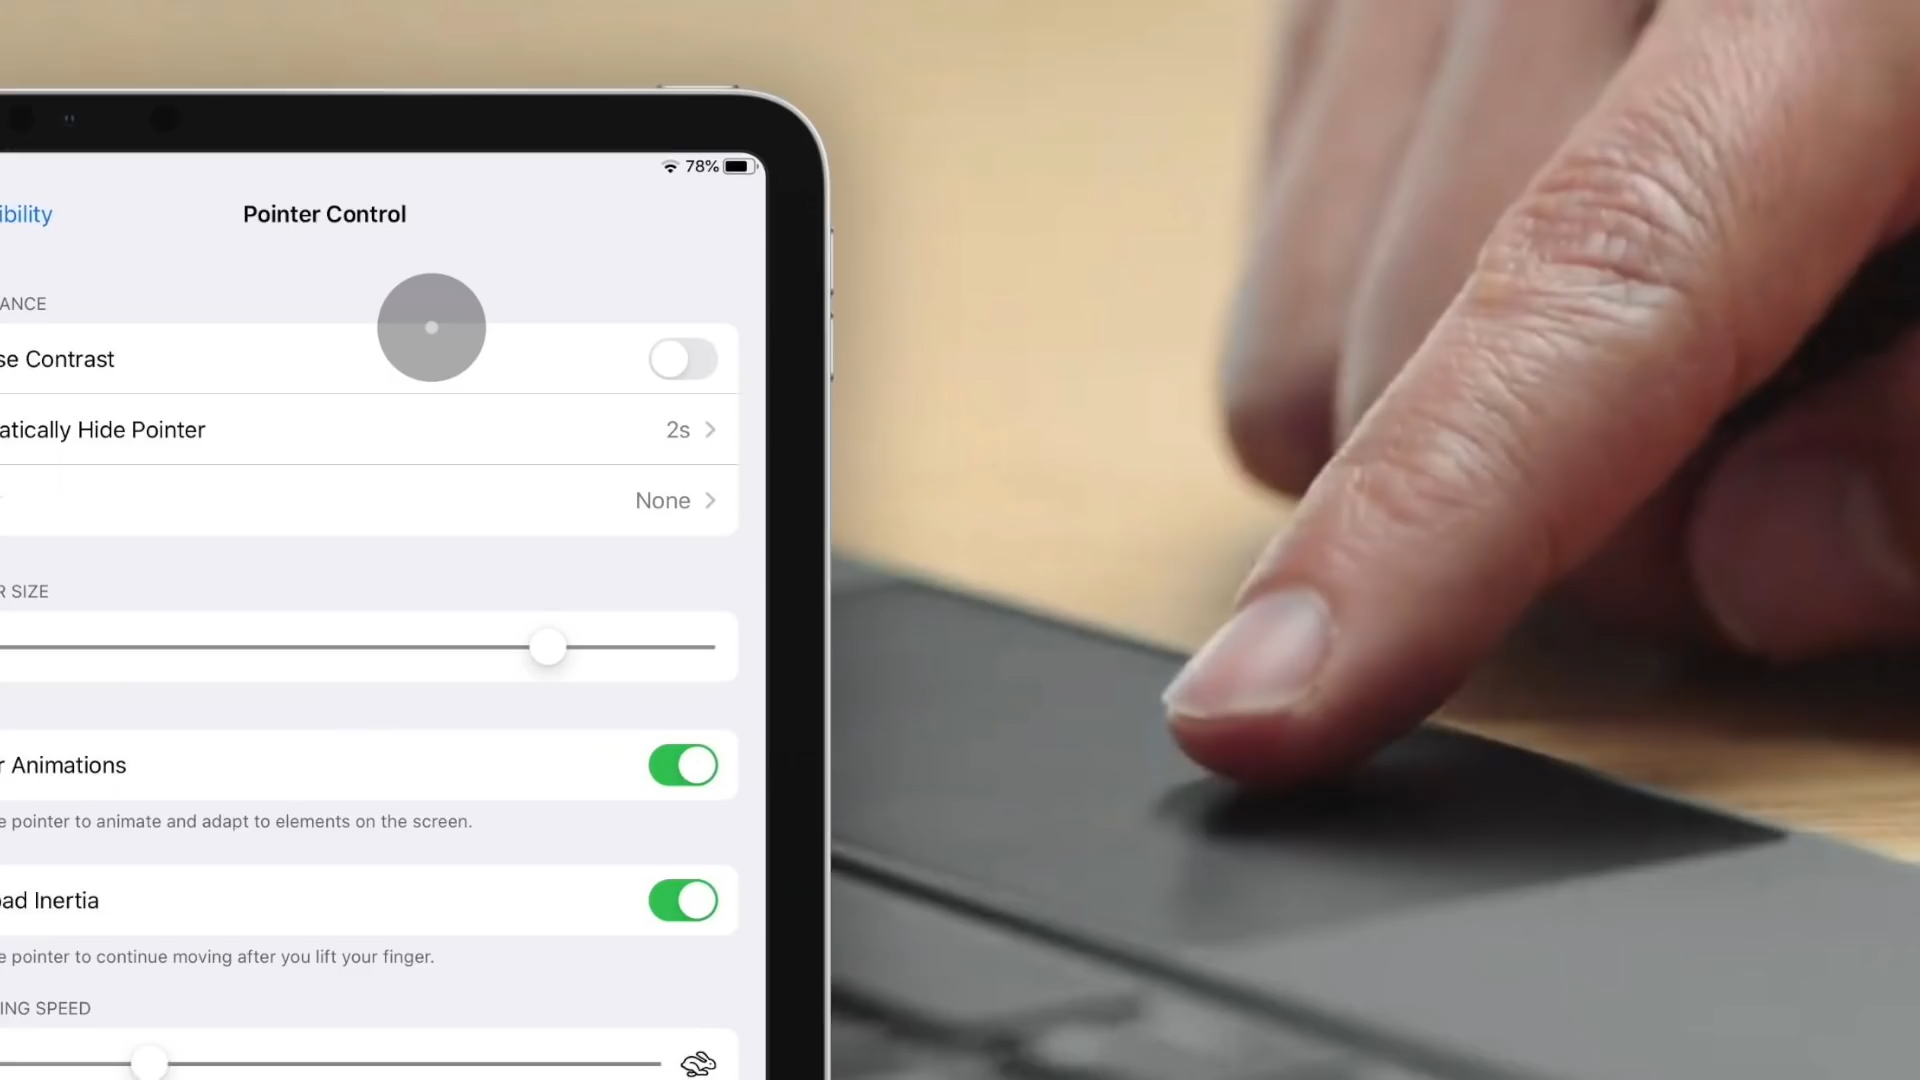 78%
ibility
Pointer Control
ANCE
se Contrast
atically Hide Pointer
2s
None
R SIZE
r Animations
e pointer to animate and adapt to elements on the screen.
ad Inertia
e pointer to continue moving after you lift your finger.
ING SPEED